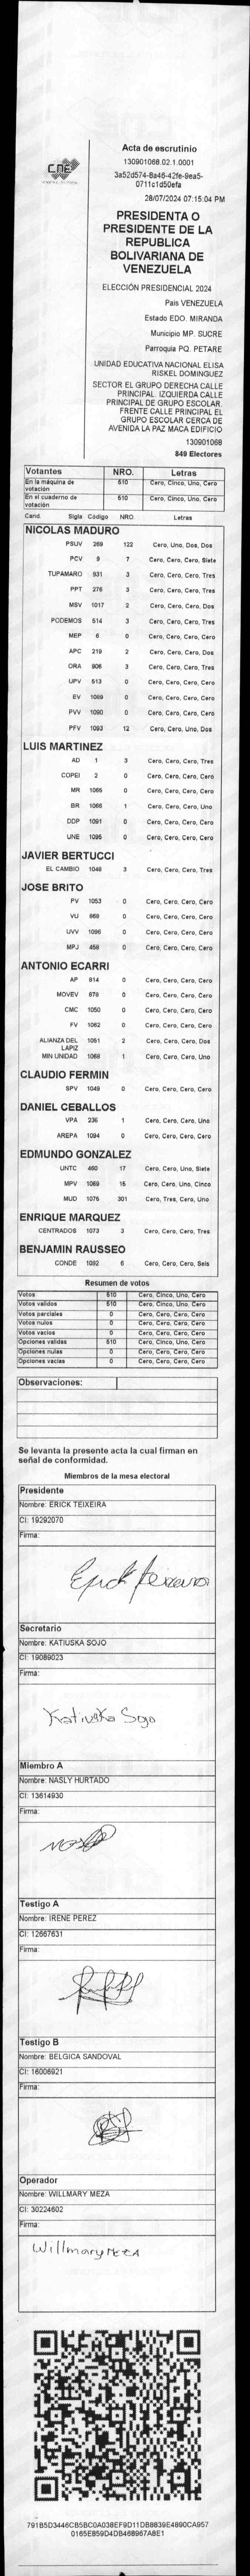 CNE
Acta de escrutinio
130901068.02.1.0001
3a52d574-8a46-42fe-9ea5-
0711c1d50efa
28/07/2024 07:15:04 PM
PRESIDENTA O
PRESIDENTE DE LA
REPUBLICA
BOLIVARIANA DE
VENEZUELA
ELECCIÓN PRESIDENCIAL 2024
Pais VENEZUELA
Estado EDO. MIRANDA
Municipio MP. SUCRE
Parroquia PQ. PETARE
UNIDAD EDUCATIVA NACIONAL ELISA
RISKEL DOMINGUEZ
SECTOR EL GRUPO DERECHA CALLE
PRINCIPAL. IZQUIERDA CALLE
PRINCIPAL DE GRUPO ESCOLAR.
FRENTE CALLE PRINCIPAL EL
GRUPO ESCOLAR CERCA DE
AVENIDA LA PAZ MACA EDIFICIO
130901068
849 Electores
Votantes NRO. Letras
En la máquina de votación 510 Cero, Cinco, Uno, Cero
En el cuaderno de votación 510 Cero, Cinco, Uno, Cero
Cand. Sigla Código NRO. Letras
NICOLAS MADURO
PSUV 269 122 Cero, Uno, Dos, Dos
PCV 9 7 Cero, Cero, Cero, Siete
TUPAMARO 931 3 Cero, Cero, Cero, Tres
PPT 276 3 Cero, Cero, Cero, Tres
MSV 1017 2 Cero, Cero, Cero, Dos
PODEMOS 514 3 Cero, Cero, Cero, Tres
MEP 6 0 Cero, Cero, Cero, Cero
APC 219 2 Cero, Cero, Cero, Dos
ORA 906 3 Cero, Cero, Cero, Tres
UPV 513 0 Cero, Cero, Cero, Cero
EV 1089 0 Cero, Cero, Cero, Cero
PVV 1090 0 Cero, Cero, Cero, Cero
PFV 1093 12 Cero, Cero, Uno, Dos
LUIS MARTINEZ
AD 1 3 Cero, Cero, Cero, Tres
COPEI 2 0 Cero, Cero, Cero, Cero
MR 1065 0 Cero, Cero, Cero, Cero
BR 1066 1 Cero, Cero, Cero, Uno
DDP 1091 0 Cero, Cero, Cero, Cero
UNE 1095 0 Cero, Cero, Cero, Cero
JAVIER BERTUCCI
EL CAMBIO 1048 3 Cero, Cero, Cero, Tres
JOSE BRITO
PV 1053 0 Cero, Cero, Cero, Cero
VU 868 0 Cero, Cero, Cero, Cero
UVV 1096 0 Cero, Cero, Cero, Cero
MPJ 458 0 Cero, Cero, Cero, Cero
ANTONIO ECARRI
AP 814 0 Cero, Cero, Cero, Cero
MOVEV 878 0 Cero, Cero, Cero, Cero
CMC 1050 0 Cero, Cero, Cero, Cero
FV 1062 0 Cero, Cero, Cero, Cero
ALIANZA DEL LAPIZ 1051 2 Cero, Cero, Cero, Dos
MIN UNIDAD 1068 1 Cero, Cero, Cero, Uno
CLAUDIO FERMIN
SPV 1049 0 Cero, Cero, Cero, Cero
DANIEL CEBALLOS
VPA 236 1 Cero, Cero, Cero, Uno
AREPA 1094 0 Cero, Cero, Cero, Cero
EDMUNDO GONZALEZ
UNTC 460 17 Cero, Cero, Uno, Siete
MPV 1069 15 Cero, Cero, Uno, Cinco
MUD 1075 301 Cero, Tres, Cero, Uno
ENRIQUE MARQUEZ
CENTRADOS 1073 3 Cero, Cero, Cero, Tres
BENJAMIN RAUSSEO
CONDE 1092 6 Cero, Cero, Cero, Seis
Resumen de votos
Votos 510 Cero, Cinco, Uno, Cero
Votos validos 510 Cero, Cinco, Uno, Cero
Votos parciales 0 Cero, Cero, Cero, Cero
Votos nulos 0 Cero, Cero, Cero, Cero
Votos vacios 0 Cero, Cero, Cero, Cero
Opciones validas 510 Cero, Cinco, Uno, Cero
Opciones nulas 0 Cero, Cero, Cero, Cero
Opciones vacias 0 Cero, Cero, Cero, Cero
Observaciones:
Se levanta la presente acta la cual firman en
señal de conformidad.
Miembros de la mesa electoral
Presidente
Nombre: ERICK TEIXEIRA
CI: 19292070
Firma:
Erick Teixeira
Secretario
Nombre: KATIUSKA SOJO
CI: 19089023
Firma:
Katiuska Sojo
Miembro A
Nombre: NASLY HURTADO
CI: 13614930
Firma:
Testigo A
Nombre: IRENE PEREZ
CI: 12667631
Firma:
Testigo B
Nombre: BELGICA SANDOVAL
CI: 16006921
Firma:
Operador
Nombre: WILLMARY MEZA
CI: 30224602
Firma:
Willmary MEZA
791B5D3446CB5BC0A038EF9D11DB8839E4890CA957
0165E859D4DB468967A8E1